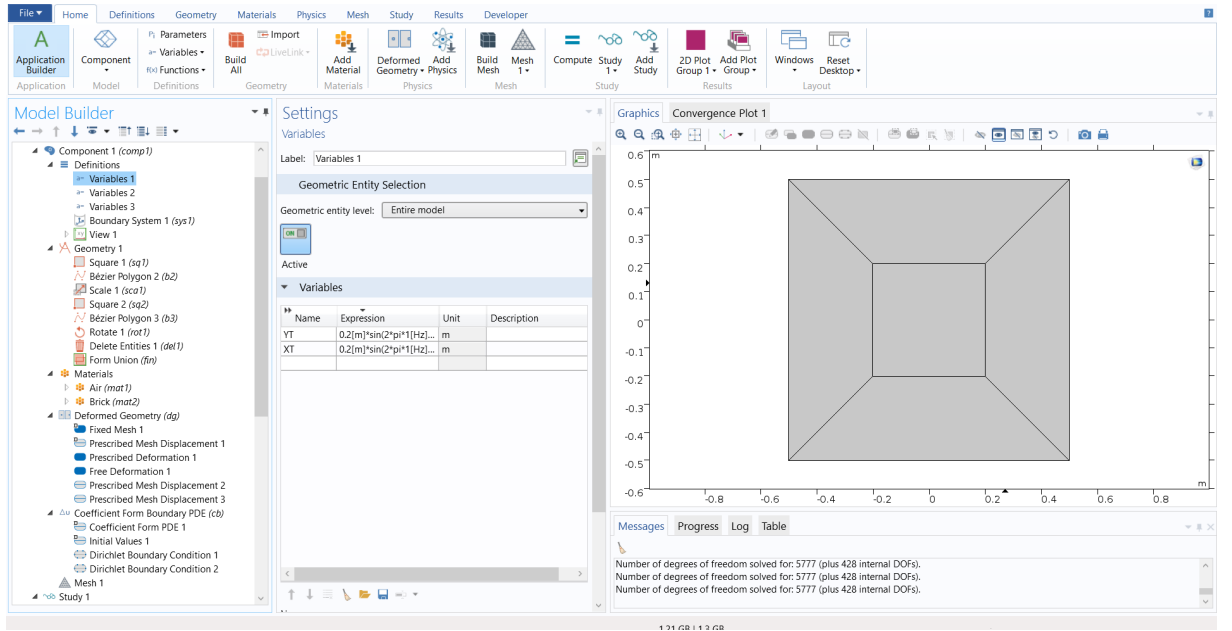 File Home Definitions Geometry Materials Physics Mesh Study Results Developer ?
Application Builder
Component
Pi Parameters
a= Variables
f(x) Functions
Build All
Import
LiveLink
Add Material
Deformed Geometry
Add Physics
Build Mesh
Mesh 1
Compute
Study 1
Add Study
2D Plot Group 1
Add Plot Group
Windows
Reset Desktop
Application Model Definitions Geometry Materials Physics Mesh Study Results Layout
Model Builder
Component 1 (comp1)
Definitions
a= Variables 1
a= Variables 2
a= Variables 3
Boundary System 1 (sys1)
View 1
Geometry 1
Square 1 (sq1)
Bézier Polygon 2 (b2)
Scale 1 (sca1)
Square 2 (sq2)
Bézier Polygon 3 (b3)
Rotate 1 (rot1)
Delete Entities 1 (del1)
Form Union (fin)
Materials
Air (mat1)
Brick (mat2)
Deformed Geometry (dg)
Fixed Mesh 1
Prescribed Mesh Displacement 1
Prescribed Deformation 1
Free Deformation 1
Prescribed Mesh Displacement 2
Prescribed Mesh Displacement 3
Δu Coefficient Form Boundary PDE (cb)
Coefficient Form PDE 1
Initial Values 1
Dirichlet Boundary Condition 1
Dirichlet Boundary Condition 2
Mesh 1
Study 1
Settings
Variables
Label: Variables 1
Geometric Entity Selection
Geometric entity level: Entire model
ON
Active
Variables
Name Expression Unit Description
YT 0.2[m]*sin(2*pi*1[Hz]... m
XT 0.2[m]*sin(2*pi*1[Hz]... m
Graphics Convergence Plot 1
0.6 m
0.5
0.4
0.3
0.2
0.1
0
-0.1
-0.2
-0.3
-0.4
-0.5
-0.6 m
-0.8 -0.6 -0.4 -0.2 0 0.2 0.4 0.6 0.8
Messages Progress Log Table
Number of degrees of freedom solved for: 5777 (plus 428 internal DOFs).
Number of degrees of freedom solved for: 5777 (plus 428 internal DOFs).
Number of degrees of freedom solved for: 5777 (plus 428 internal DOFs).
1.21 GB | 1.3 GB